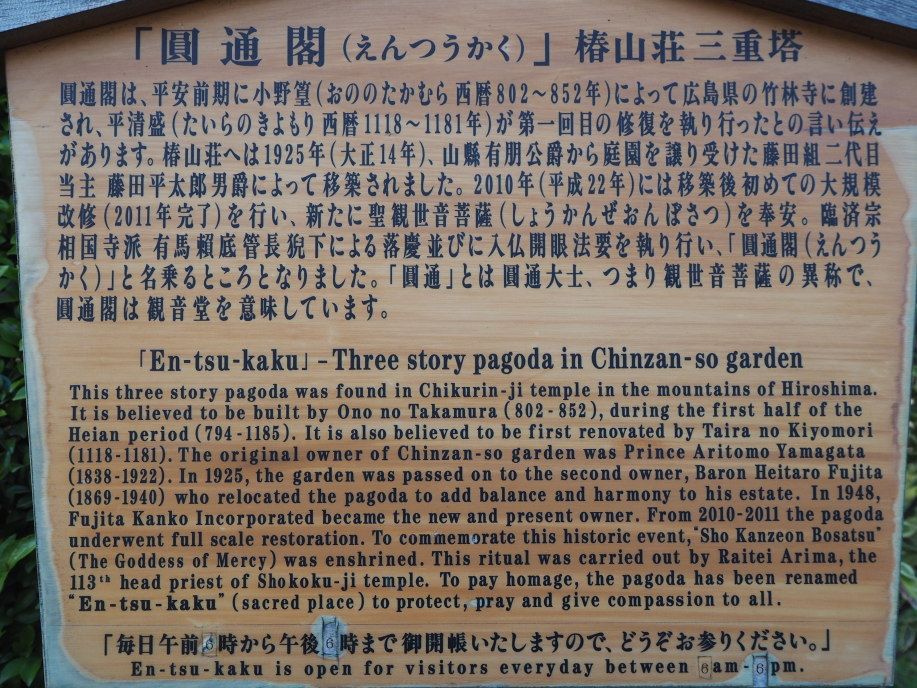 「圓通閣(えんつうかく)」椿山荘三重塔
圓通閣は、平安前期に小野篁(おののたかむら 西暦802～852年)によって広島県の竹林寺に創建
され、平清盛(たいらのきよもり 西暦1118～1181年)が第一回目の修復を執り行ったとの言い伝え
があります。椿山荘へは1925年(大正14年)、山縣有朋公爵から庭園を譲り受けた藤田組二代目
当主 藤田平太郎男爵によって移築されました。2010年(平成22年)には移築後初めての大規模
改修(2011年完了)を行い、新たに聖観世音菩薩(しょうかんぜおんぼさつ)を奉安。臨済宗
相国寺派 有馬賴底管長猊下による落慶並びに入仏開眼法要を執り行い、「圓通閣(えんつう
かく)」と名乗るところとなりました。「圓通」とは圓通大士、つまり観世音菩薩の異称で、
圓通閣は観音堂を意味しています。
「En-tsu-kaku」-Three story pagoda in Chinzan-so garden
This three story pagoda was found in Chikurin-ji temple in the mountains of Hiroshima.
It is believed to be built by Ono no Takamura (802-852), during the first half of the
Heian period (794-1185). It is also believed to be first renovated by Taira no Kiyomori
(1118-1181). The original owner of Chinzan-so garden was Prince Aritomo Yamagata
(1838-1922). In 1925, the garden was passed on to the second owner, Baron Heitaro Fujita
(1869-1940) who relocated the pagoda to add balance and harmony to his estate. In 1948,
Fujita Kanko Incorporated became the new and present owner. From 2010-2011 the pagoda
underwent full scale restoration. To commemorate this historic event, "Sho Kanzeon Bosatsu"
(The Goddess of Mercy) was enshrined. This ritual was carried out by Raitei Arima, the
113th head priest of Shokoku-ji temple. To pay homage, the pagoda has been renamed
"En-tsu-kaku" (sacred place) to protect, pray and give compassion to all.
「毎日午前6時から午後6時まで御開帳いたしますので、どうぞお参りください。」
En-tsu-kaku is open for visitors everyday between 6am-6pm.